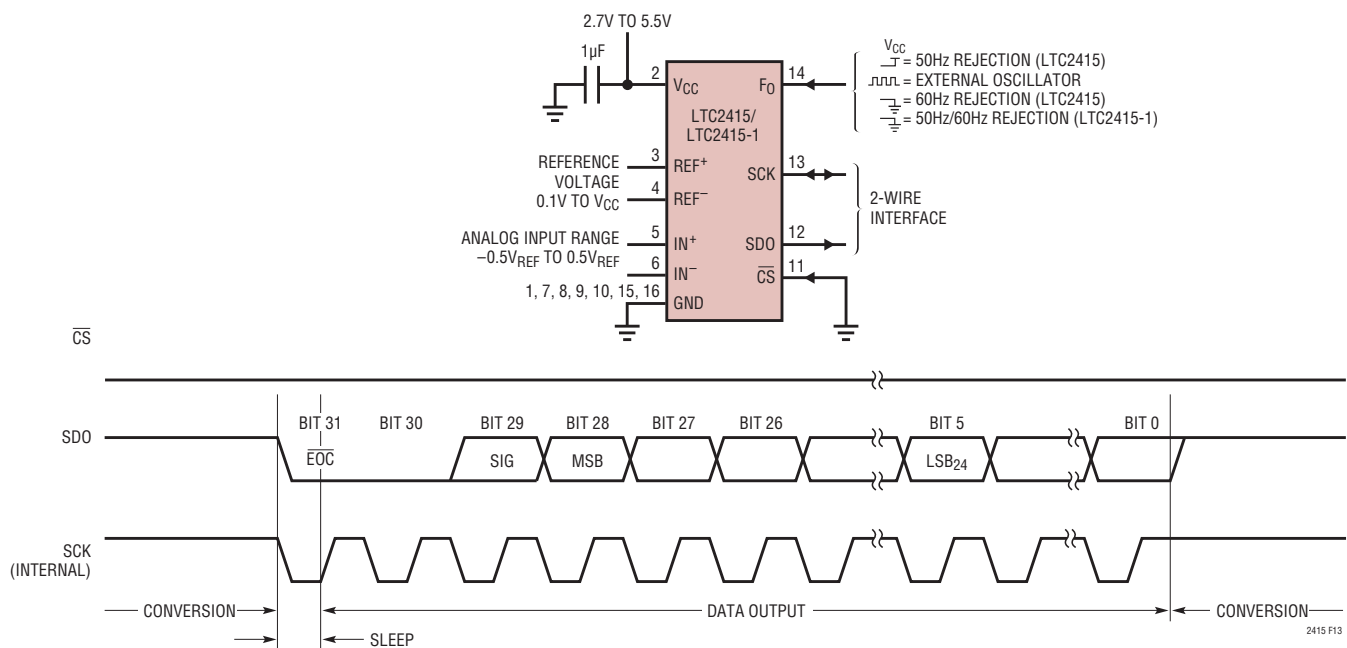 2.7V TO 5.5V
1µF
2
VCC
FO
14
LTC2415/
LTC2415-1
VCC
= 50Hz REJECTION (LTC2415)
= EXTERNAL OSCILLATOR
= 60Hz REJECTION (LTC2415)
= 50Hz/60Hz REJECTION (LTC2415-1)
REFERENCE
VOLTAGE
0.1V TO VCC
3
REF+
4
REF−
SCK
13
2-WIRE
INTERFACE
ANALOG INPUT RANGE
−0.5VREF TO 0.5VREF
5
IN+
6
IN−
SDO
12
CS
11
1, 7, 8, 9, 10, 15, 16
GND
CS
SDO
BIT 31
BIT 30
BIT 29
BIT 28
BIT 27
BIT 26
BIT 5
BIT 0
EOC
SIG
MSB
LSB24
SCK
(INTERNAL)
CONVERSION
DATA OUTPUT
CONVERSION
SLEEP
2415 F13